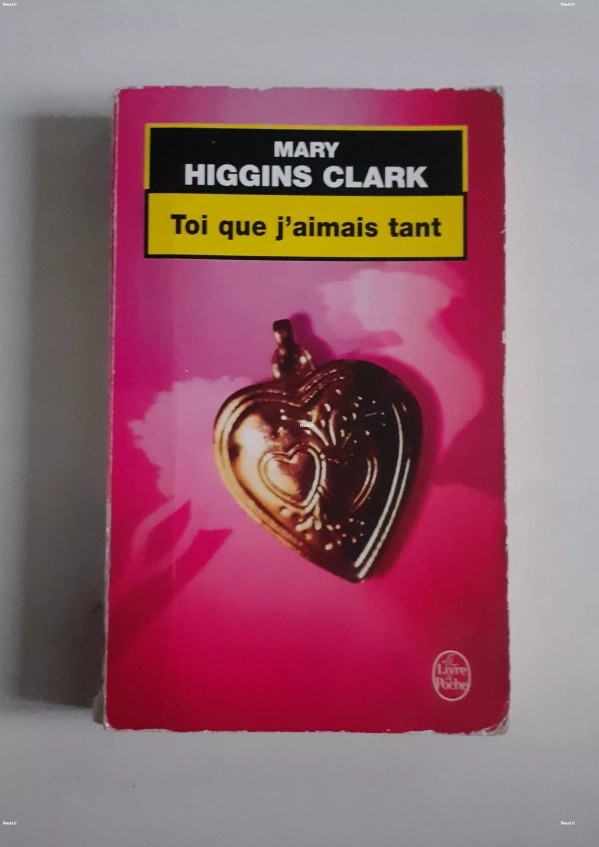 MARY
HIGGINS CLARK
Toi que j'aimais tant
Le
Livre
de
Poche